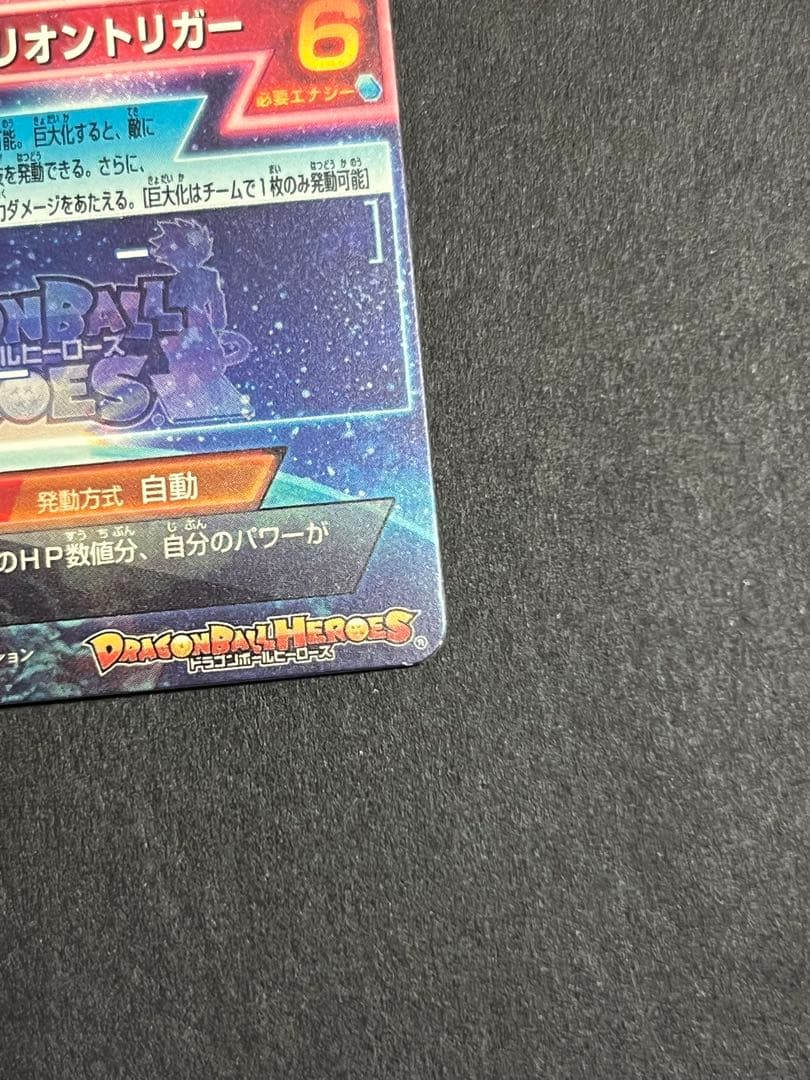 リオントリガー
6
必要エナジー
能。巨大化すると、敵に
を発動できる。さらに、
ダメージをあたえる。[巨大化はチームで1枚のみ発動可能]
ONBALL
ルヒーローズ
OES
発動方式 自動
のHP数値分、自分のパワーが
ション
DRAGONBALL HEROES®
ドラゴンボールヒーローズ